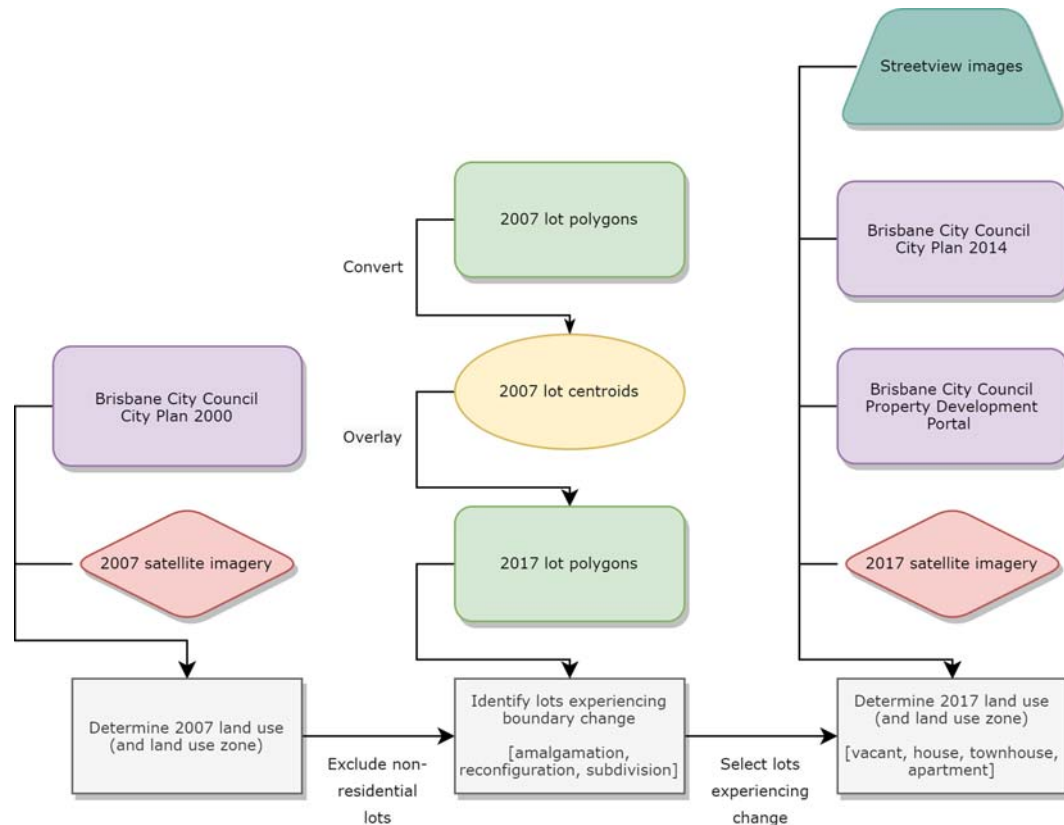 Streetview images
2007 lot polygons
Brisbane City Council
City Plan 2014
Convert
Brisbane City Council
City Plan 2000
2007 lot centroids
Brisbane City Council
Property Development
Portal
Overlay
2007 satellite imagery
2017 lot polygons
2017 satellite imagery
Determine 2007 land use
(and land use zone)
Exclude non-
residential
lots
Identify lots experiencing
boundary change
[amalgamation,
reconfiguration, subdivision]
Select lots
experiencing
change
Determine 2017 land use
(and land use zone)
[vacant, house, townhouse,
apartment]